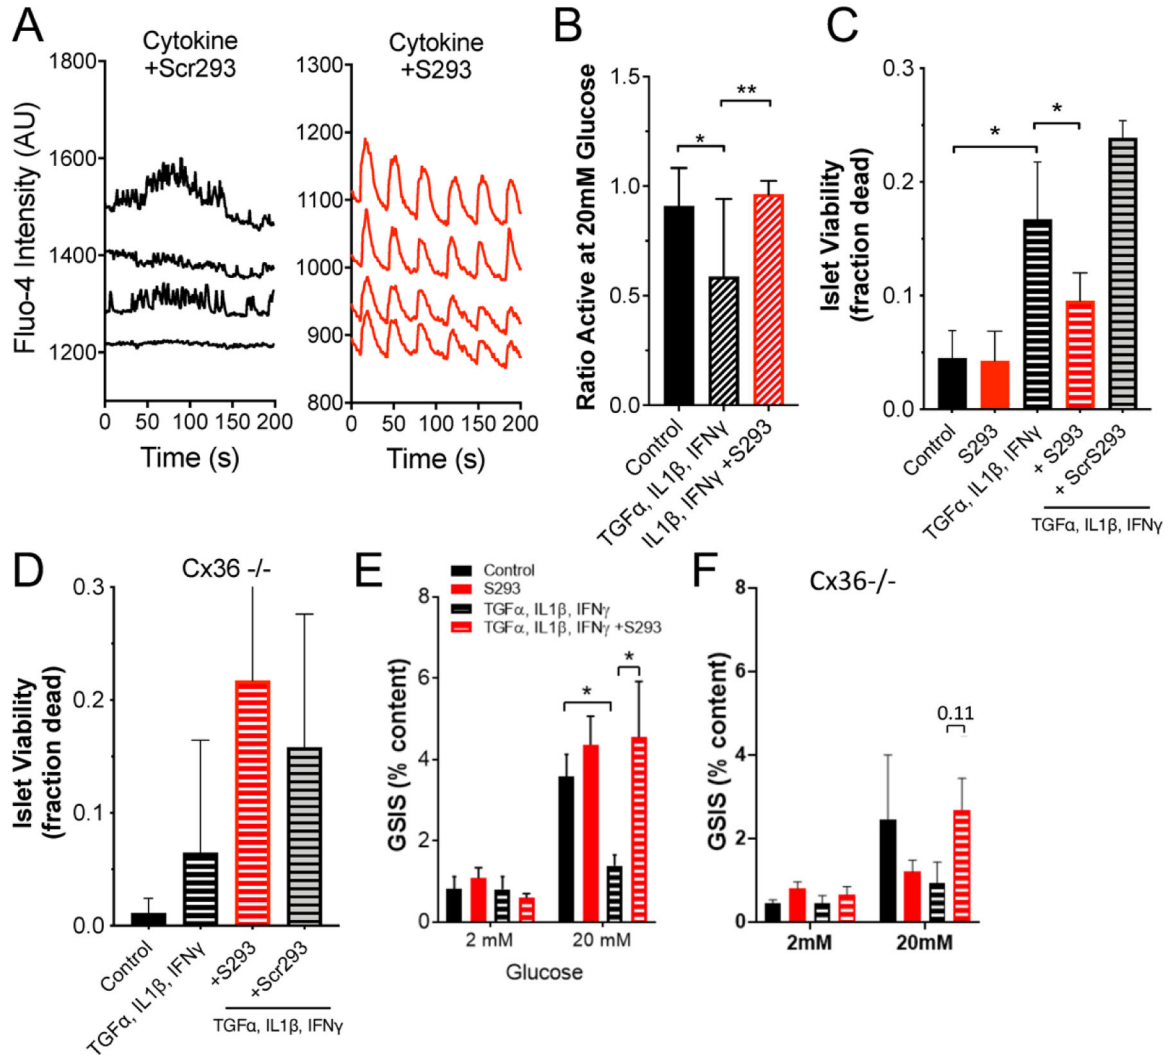 A
Cytokine
+Scr293
Cytokine
+S293
Fluo-4 Intensity (AU)
1800
1600
1400
1200
0 50 100 150 200
Time (s)
1300
1200
1100
1000
900
800
0 50 100 150 200
Time (s)
B
Ratio Active at 20mM Glucose
1.5
1.0
0.5
0.0
*
**
Control
TGFα, IL1β, IFNγ
IL1β, IFNγ +S293
C
Islet Viability
(fraction dead)
0.3
0.2
0.1
0.0
*
*
Control
S293
TGFα, IL1β, IFNγ
+ S293
+ ScrS293
TGFα, IL1β, IFNγ
D
Cx36 -/-
Islet Viability
(fraction dead)
0.3
0.2
0.1
0.0
Control
TGFα, IL1β, IFNγ
+S293
+Scr293
TGFα, IL1β, IFNγ
E
Control
S293
TGFα, IL1β, IFNγ
TGFα, IL1β, IFNγ +S293
GSIS (% content)
8
6
4
2
0
*
*
2 mM
20 mM
Glucose
F
Cx36-/-
GSIS (% content)
8
6
4
2
0
0.11
2mM
20mM